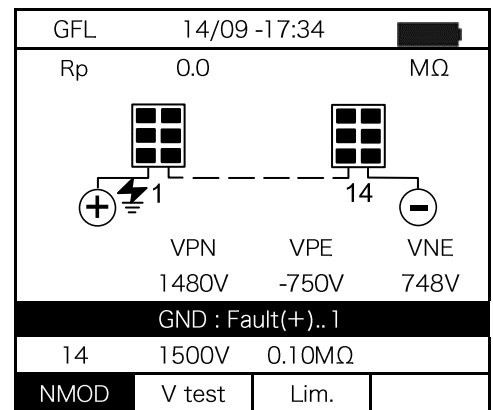 GFL 14/09 -17:34
Rp 0.0 MΩ
+ 1 14 -
VPN VPE VNE
1480V -750V 748V
GND : Fault(+)..1
14 1500V 0.10MΩ
NMOD V test Lim.